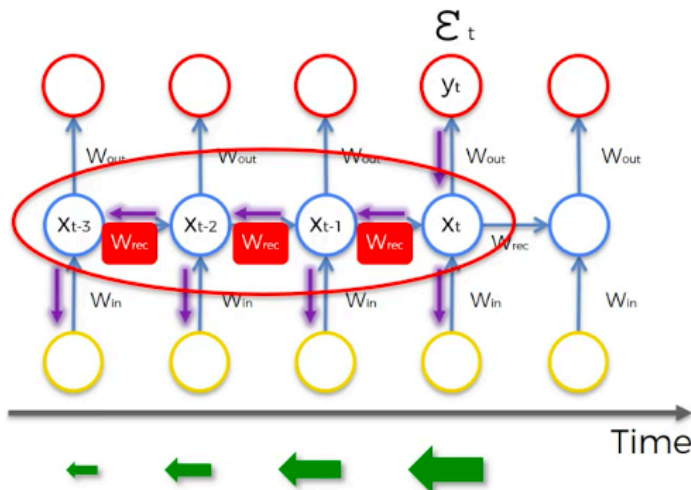 ε t
yt
Wout Wout Wout Wout Wout
xt-3 xt-2 xt-1 xt
Wrec Wrec Wrec Wrec
Win Win Win Win Win
Time